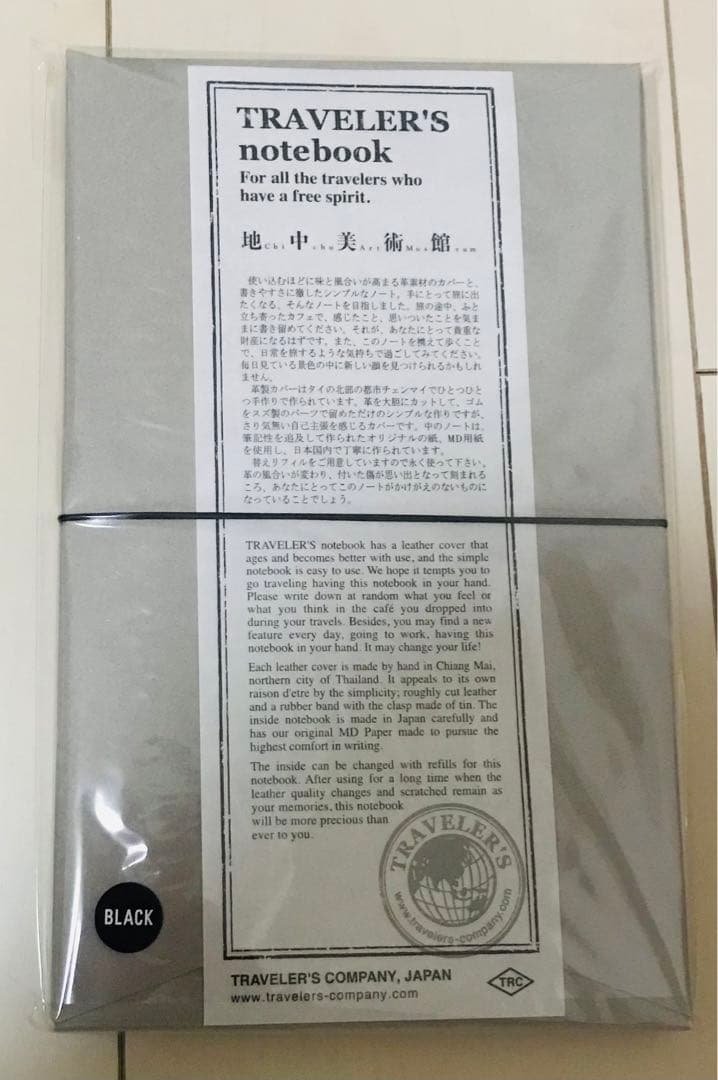 TRAVELER'S
notebook
For all the travelers who
have a free spirit.
地Chi中chu美Art術Mus館eum
使い込むほどに味と風合いが高まる革素材のカバーと、
書きやすさに徹したシンプルなノート。手にとって旅に出
たくなる、そんなノートを目指しました。旅の途中、ふと
立ち寄ったカフェで、感じたこと、思いついたことを気ま
まに書き留めてください。それが、あなたにとって貴重な
財産になるはずです。また、このノートを携えて歩くこと
で、日常を旅するような気持ちで過ごしてみてください。
毎日見ている景色の中に新しい顔を見つけられるかもしれ
ません。
革製カバーはタイの北部の都市チェンマイでひとつひと
つ手作りで作られています。革を大胆にカットして、ゴム
をスズ製のパーツで留めただけのシンプルな作りですが、
さり気無い自己主張を感じるカバーです。中のノートは、
筆記性を追及して作られたオリジナルの紙、MD用紙
を使用し、日本国内で丁寧に作られています。
替えリフィルをご用意していますので永く使って下さい。
革の風合いが変わり、付いた傷が思い出となって刻まれる
ころ、あなたにとってこのノートがかけがえのないものに
なっていることでしょう。
TRAVELER'S notebook has a leather cover that
ages and becomes better with use, and the simple
notebook is easy to use. We hope it tempts you to
go traveling having this notebook in your hand.
Please write down at random what you feel or
what you think in the café you dropped into
during your travels. Besides, you may find a new
feature every day, going to work, having this
notebook in your hand. It may change your life!
Each leather cover is made by hand in Chiang Mai,
northern city of Thailand. It appeals to its own
raison d'etre by the simplicity; roughly cut leather
and a rubber band with the clasp made of tin. The
inside notebook is made in Japan carefully and
has our original MD Paper made to pursue the
highest comfort in writing.
The inside can be changed with refills for this
notebook. After using for a long time when the
leather quality changes and scratched remain as
your memories, this notebook
will be more precious than
ever to you.
TRAVELER'S
www.travelers-company.com
BLACK
TRAVELER'S COMPANY, JAPAN
www.travelers-company.com
TRC